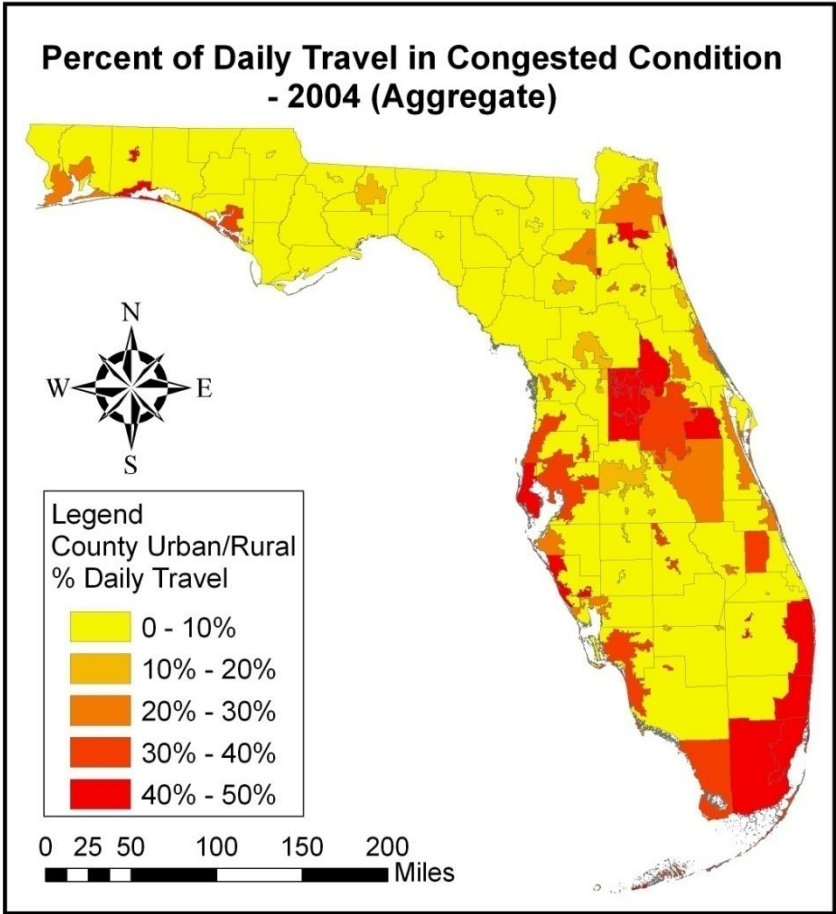 Percent of Daily Travel in Congested Condition
- 2004 (Aggregate)
N
W
E
S
Legend
County Urban/Rural
% Daily Travel
0 - 10%
10% - 20%
20% - 30%
30% - 40%
40% - 50%
0 25 50 100 150 200
Miles